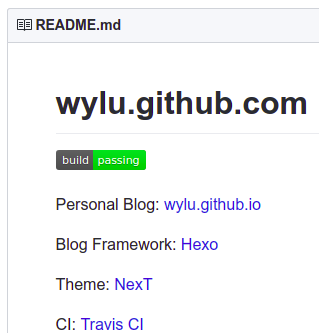 README.md
wylu.github.com
build passing
Personal Blog: wylu.github.io
Blog Framework: Hexo
Theme: NexT
CI: Travis CI